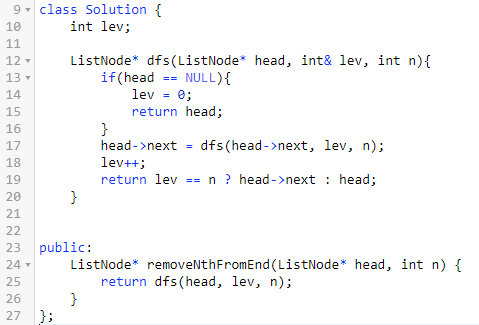 9 class Solution {
10     int lev;
11
12     ListNode* dfs(ListNode* head, int& lev, int n){
13         if(head == NULL){
14             lev = 0;
15             return head;
16         }
17         head->next = dfs(head->next, lev, n);
18         lev++;
19         return lev == n ? head->next : head;
20     }
21
22
23 public:
24     ListNode* removeNthFromEnd(ListNode* head, int n) {
25         return dfs(head, lev, n);
26     }
27 };